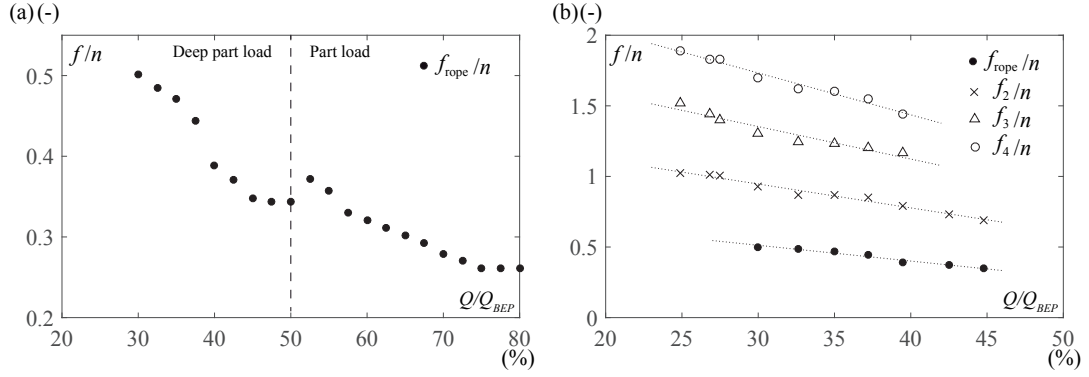 (a) (-)
f/n
Deep part load
Part load
f_rope/n
0.5
0.4
0.3
0.2
20
30
40
50
60
70
80
Q/Q_BEP
(%)
(b) (-)
f/n
f_rope/n
f_2/n
f_3/n
f_4/n
2
1.5
1
0.5
0
20
25
30
35
40
45
50
Q/Q_BEP
(%)